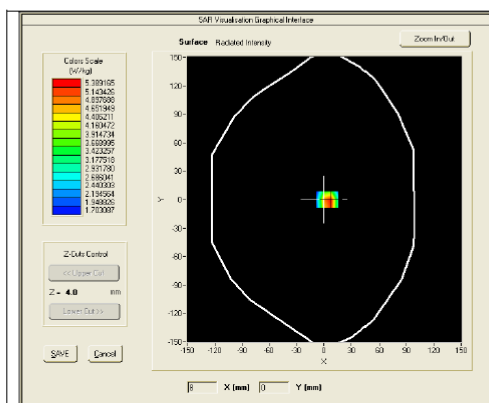 SAR Visualisation Graphical Interface
Surface Radiated Intensity
Zoom In/Out
Colors Scale
(W/kg)
5.389165
5.143426
4.897688
4.651949
4.406211
4.160472
3.914734
3.668995
3.423257
3.177518
2.931780
2.686041
2.440303
2.194564
1.948826
1.703087
150-
120-
90-
60-
30-
Y 0-
-30-
-60-
-90-
-120-
-150-
-150 -120 -90 -60 -30 0 30 60 90 120 150
X
Z-Cuts Control
<< Upper Cut
Z = 4.0 mm
Lower Cut >>
SAVE Cancel
8 X (mm) 0 Y (mm)